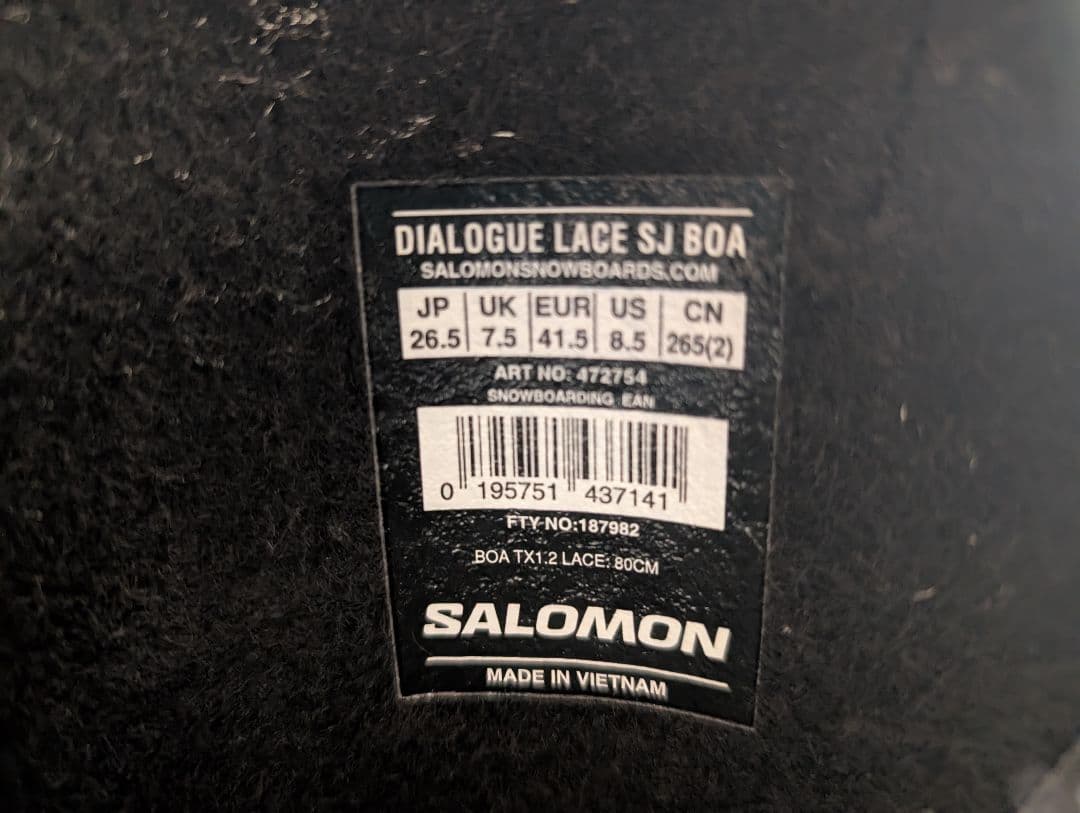 DIALOGUE LACE SJ BOA
SALOMONSNOWBOARDS.COM
JP UK EUR US CN
26.5 7.5 41.5 8.5 265(2)
ART NO: 472754
SNOWBOARDING EAN
0 195751 437141
FTY NO:187982
BOA TX1.2 LACE: 80CM
SALOMON
MADE IN VIETNAM